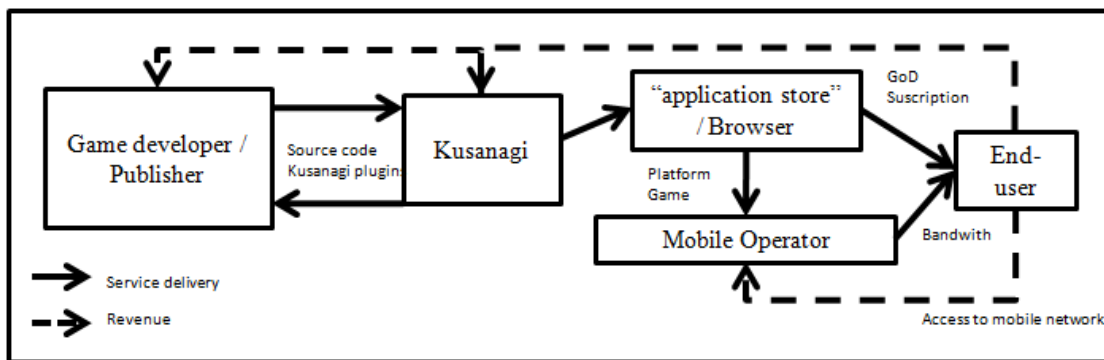 Game developer /
Publisher
Source code
Kusanagi plugins
Kusanagi
“application store”
/ Browser
GoD
Suscription
End-
user
Platform
Game
Mobile Operator
Bandwith
Service delivery
Revenue
Access to mobile network